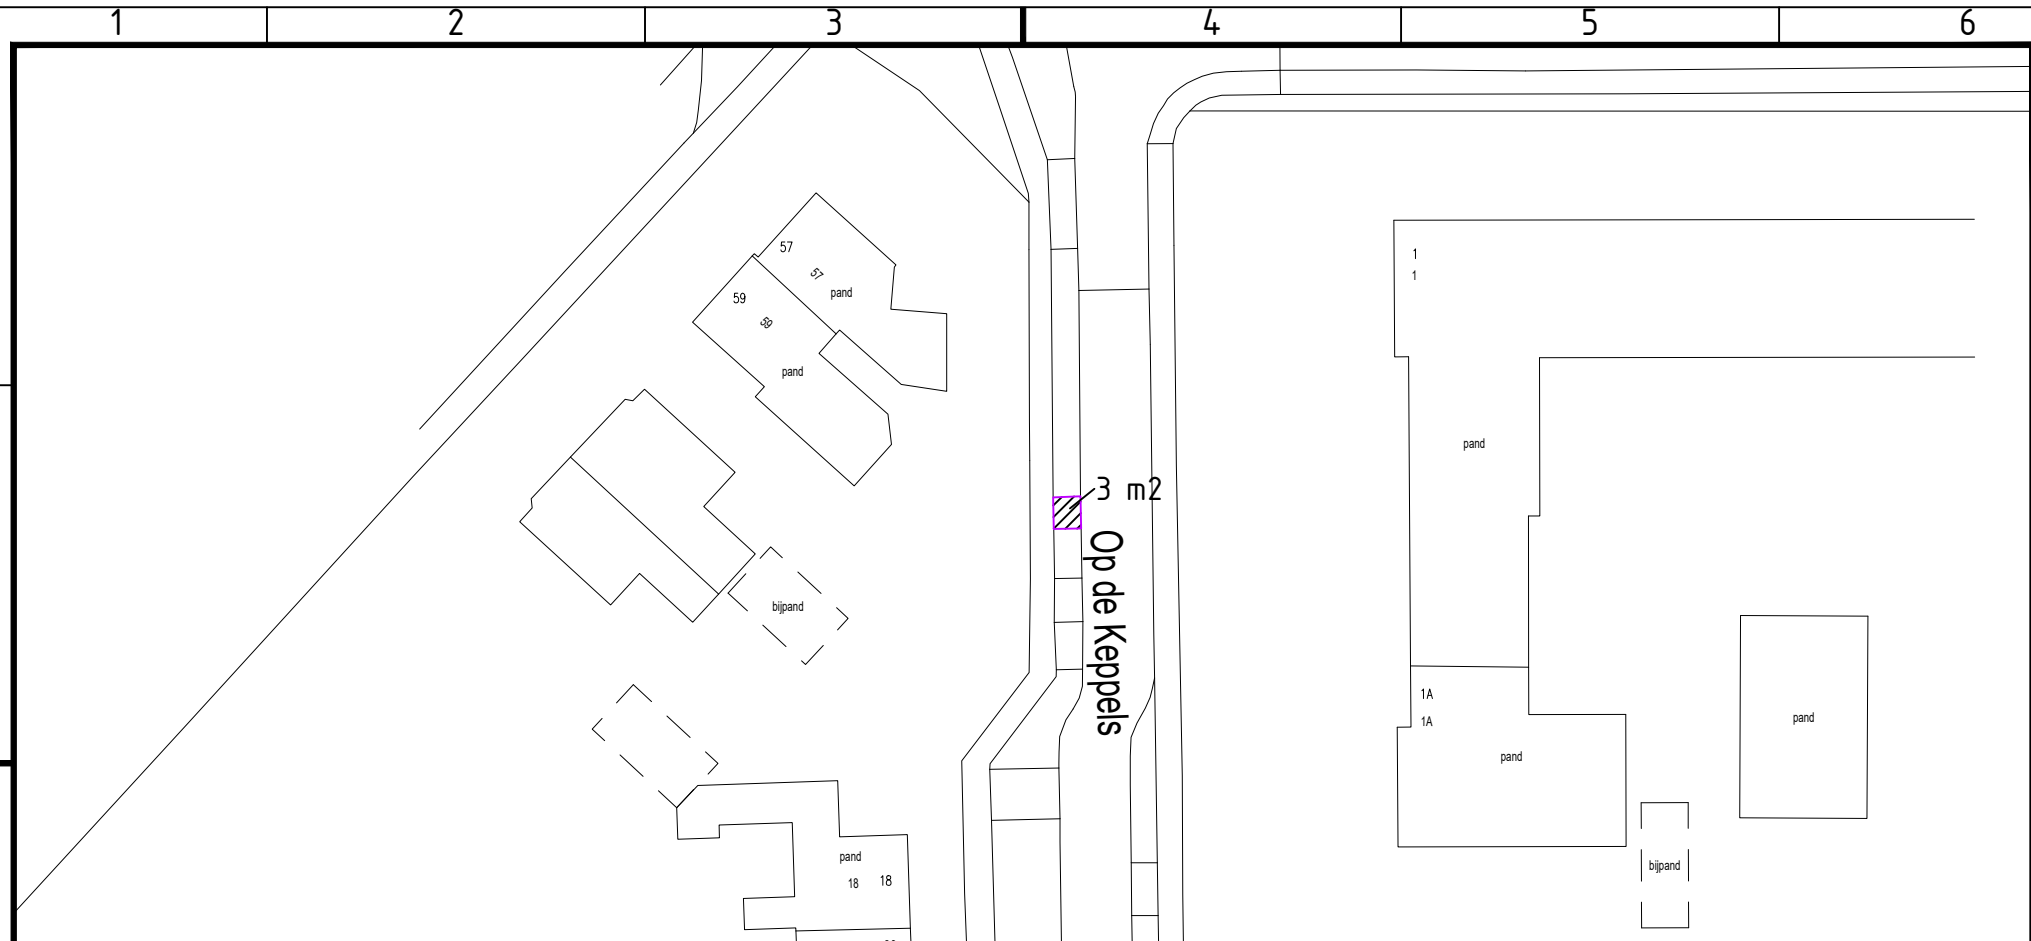 1 2 3 4 5 6
57
57
pand
59
59
pand
1
1
pand
3 m2
Op de Keppels
bijpand
1A
1A
pand
pand
pand
18 18
bijpand